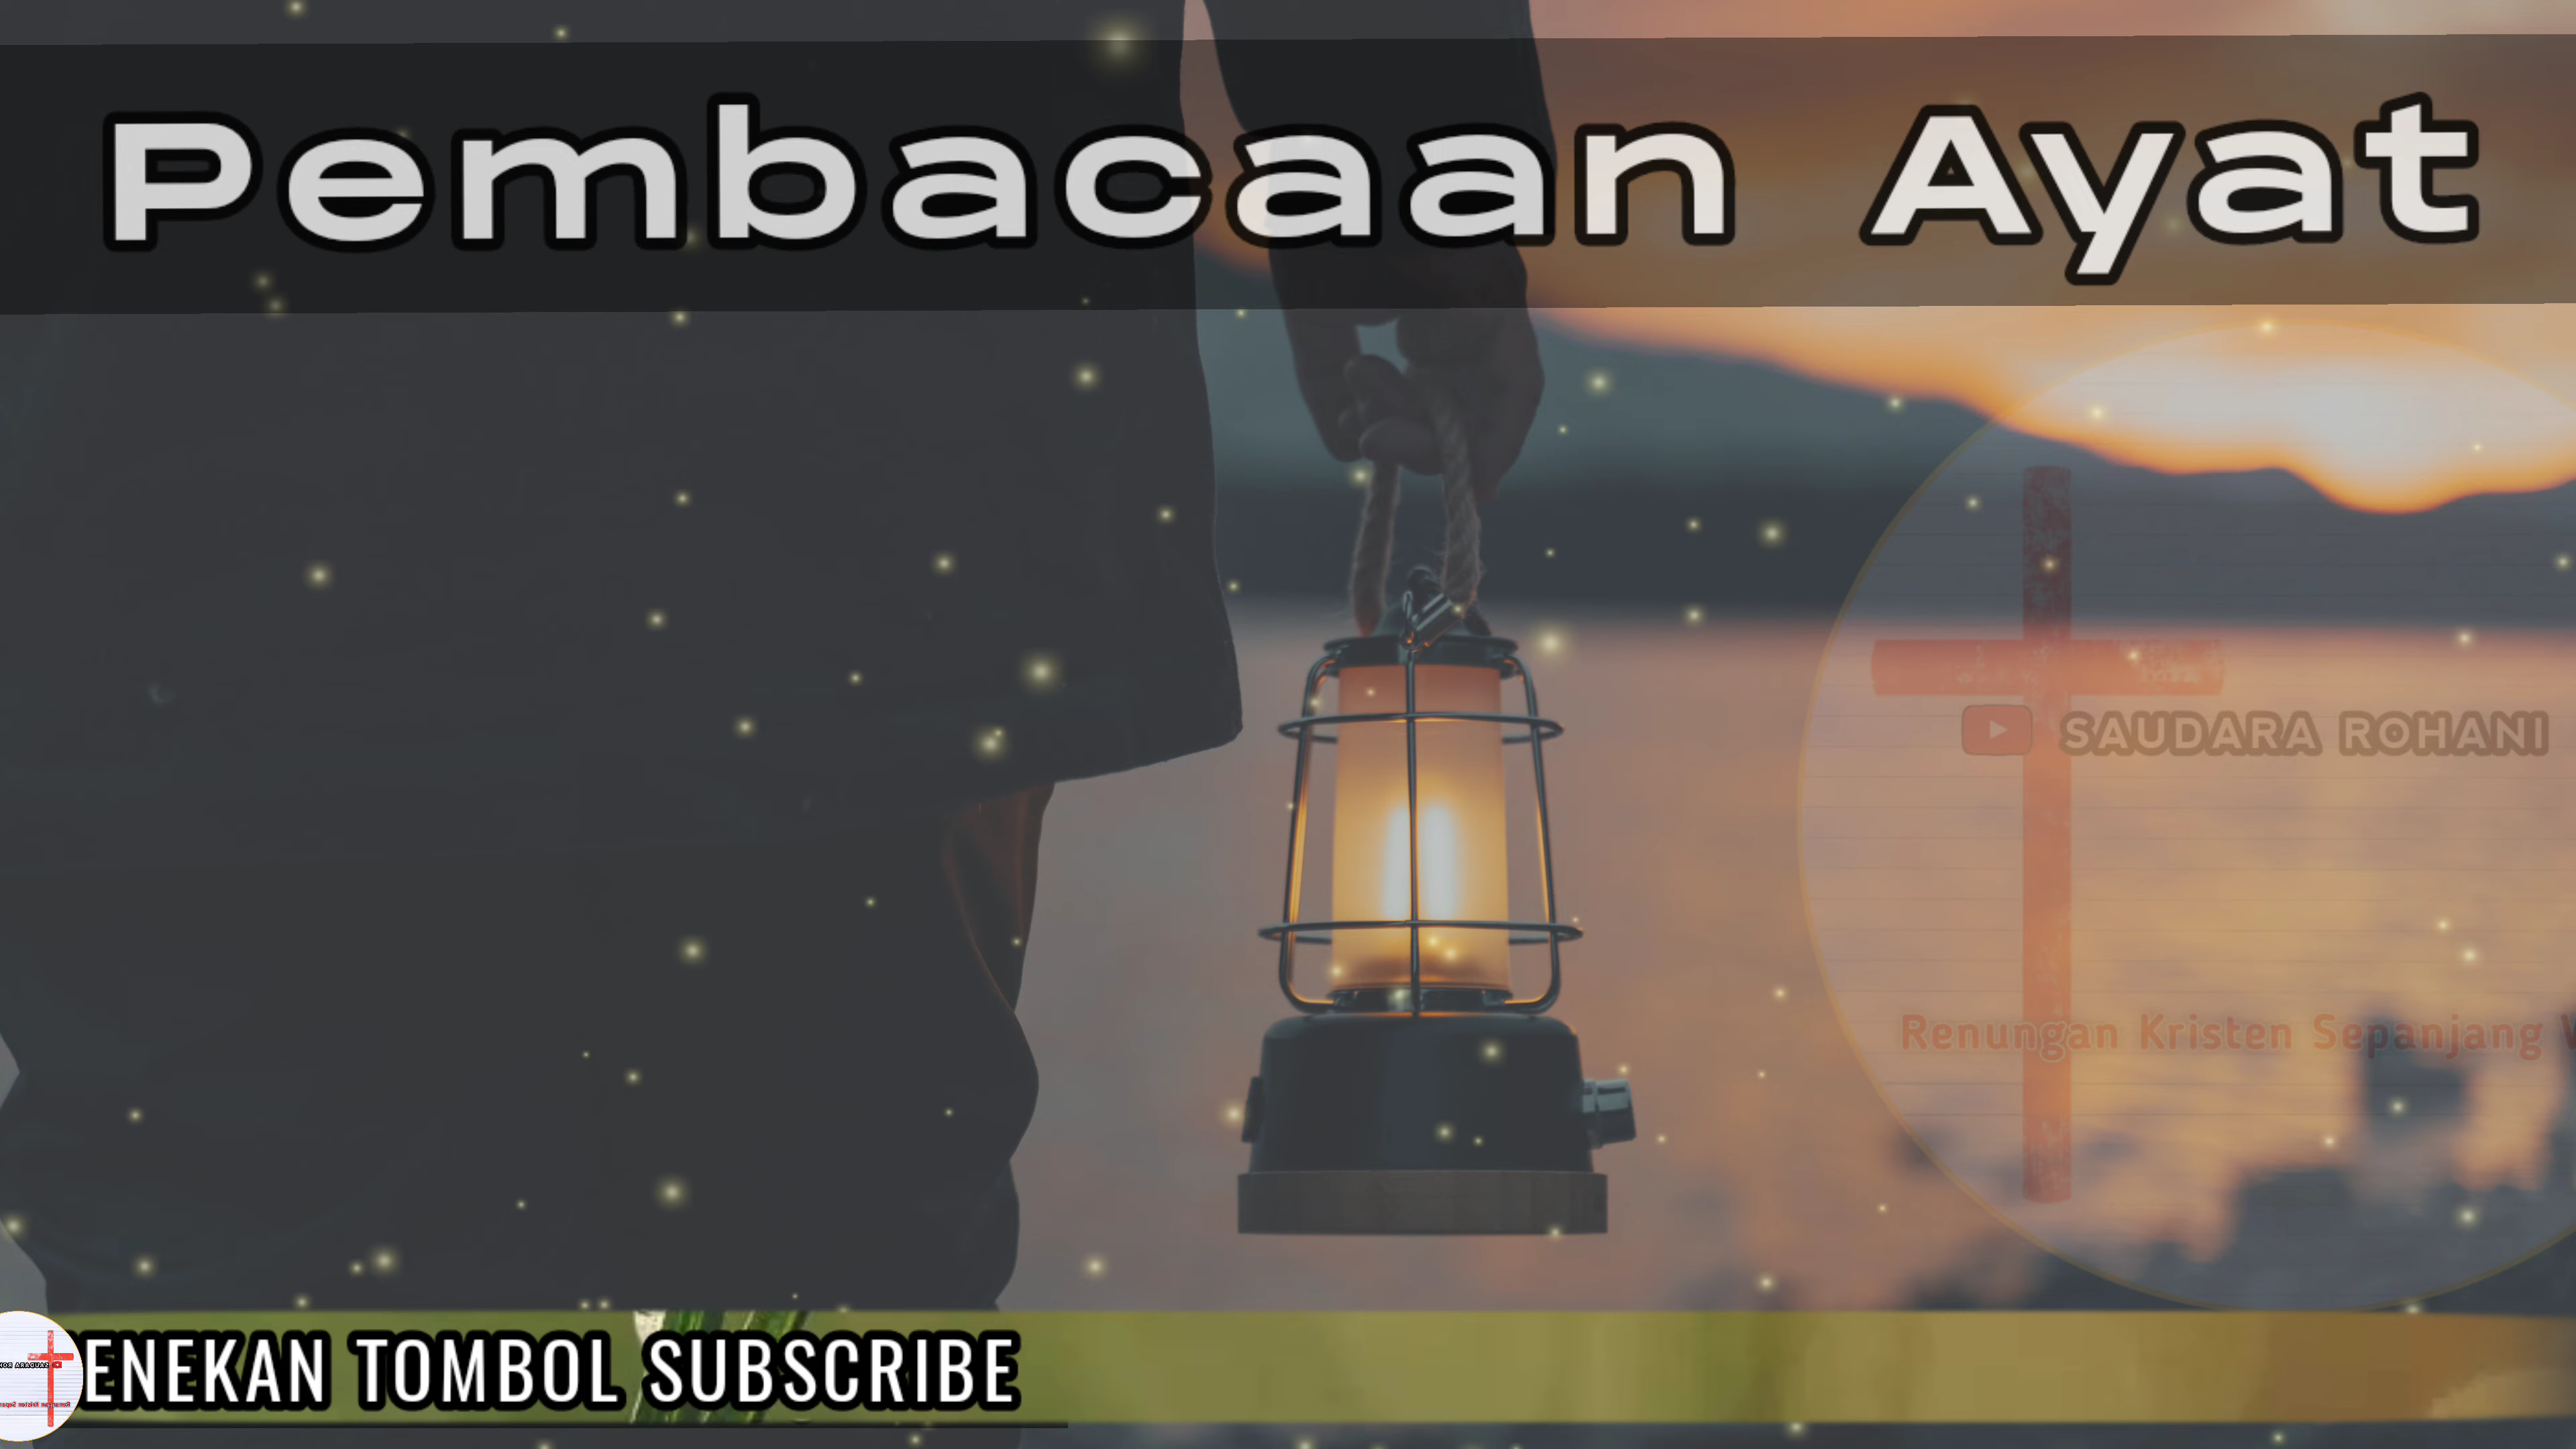 Pembacaan Ayat
SAUDARA ROHANI
Renungan Kristen Sepanjang
ENEKAN TOMBOL SUBSCRIBE